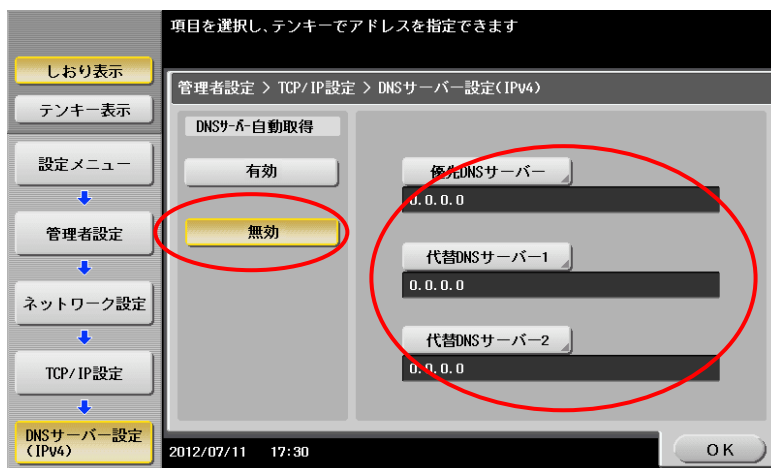 項目を選択し、テンキーでアドレスを指定できます
しおり表示
テンキー表示
設定メニュー
管理者設定
ネットワーク設定
TCP/IP設定
DNSサーバー設定
(IPv4)
管理者設定 > TCP/IP設定 > DNSサーバー設定(IPv4)
DNSサーバー自動取得
有効
無効
優先DNSサーバー
0.0.0.0
代替DNSサーバー1
0.0.0.0
代替DNSサーバー2
0.0.0.0
2012/07/11 17:30
OK